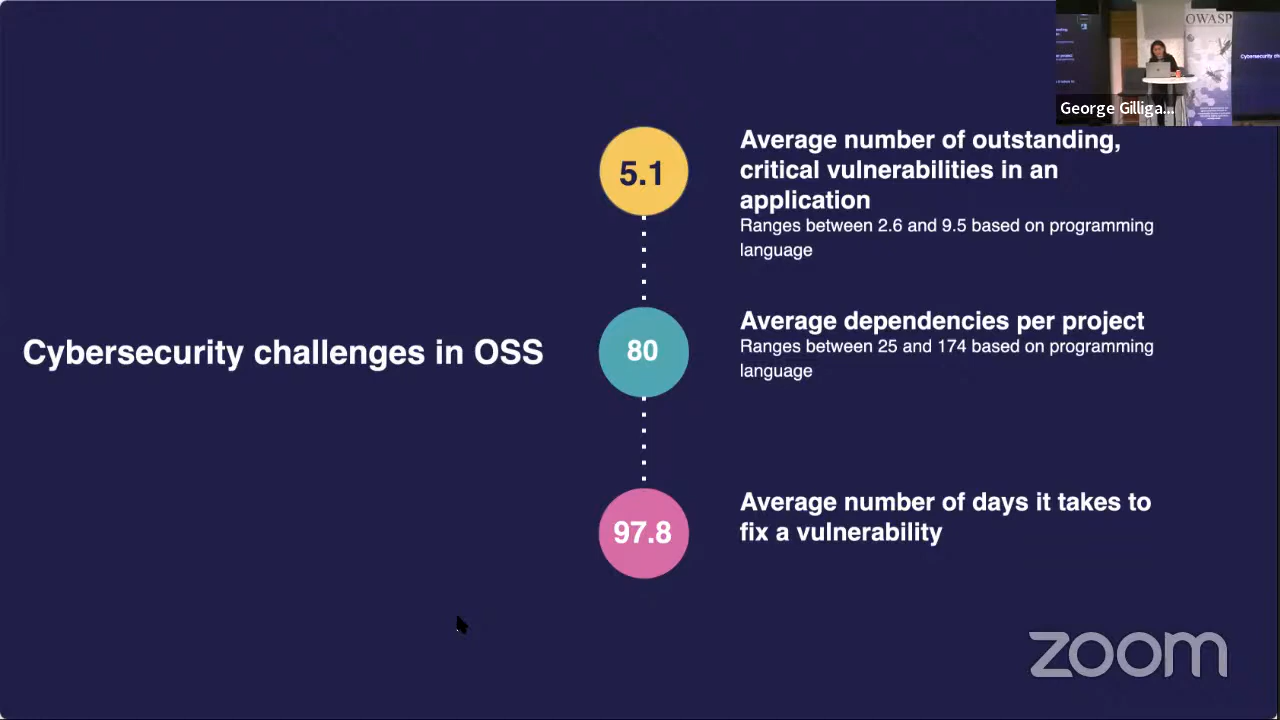 OWASP
George Gilliga...
5.1
Average number of outstanding,
critical vulnerabilities in an
application
Ranges between 2.6 and 9.5 based on programming
language
Cybersecurity challenges in OSS
80
Average dependencies per project
Ranges between 25 and 174 based on programming
language
97.8
Average number of days it takes to
fix a vulnerability
zoom